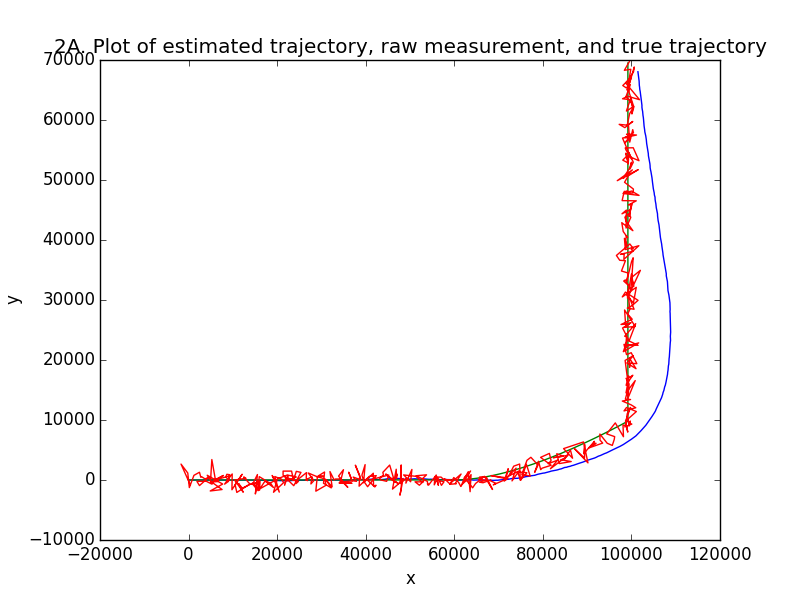 2A. Plot of estimated trajectory, raw measurement, and true trajectory
70000
60000
50000
40000
30000
20000
10000
0
−10000
y
−20000 0 20000 40000 60000 80000 100000 120000
x